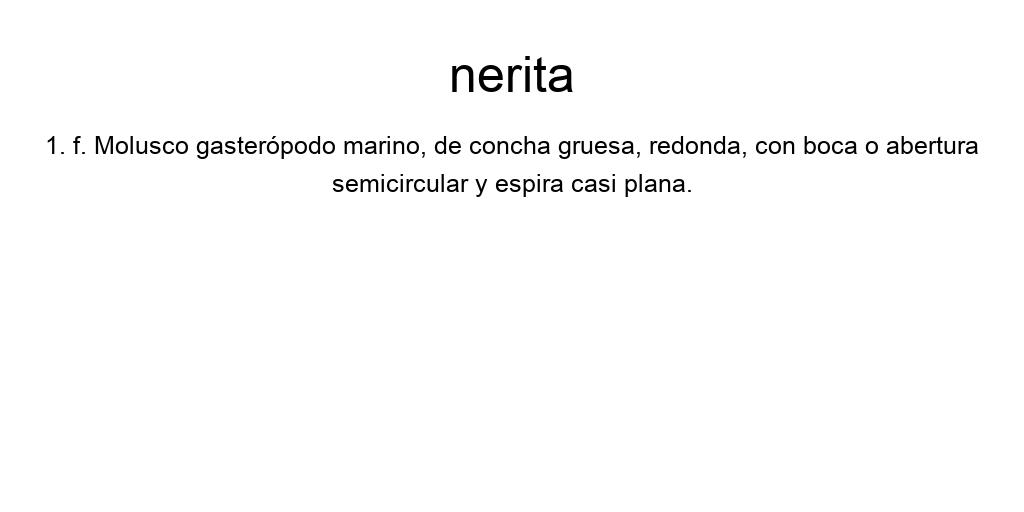 nerita
1. f. Molusco gasterópodo marino, de concha gruesa, redonda, con boca o abertura
semicircular y espira casi plana.